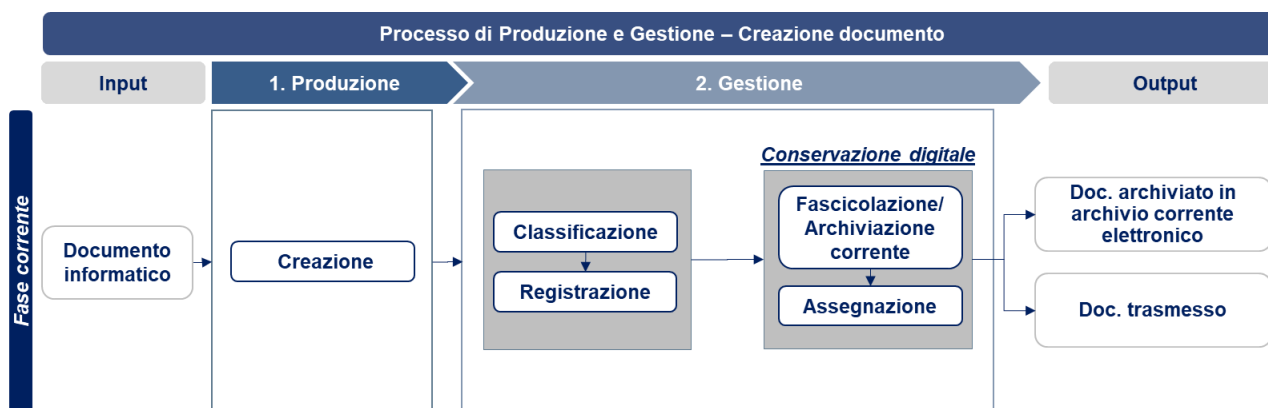 Processo di Produzione e Gestione – Creazione documento
Input
1. Produzione
2. Gestione
Output
Fase corrente
Documento
informatico
Creazione
Classificazione
Registrazione
Conservazione digitale
Fascicolazione/
Archiviazione
corrente
Assegnazione
Doc. archiviato in
archivio corrente
elettronico
Doc. trasmesso